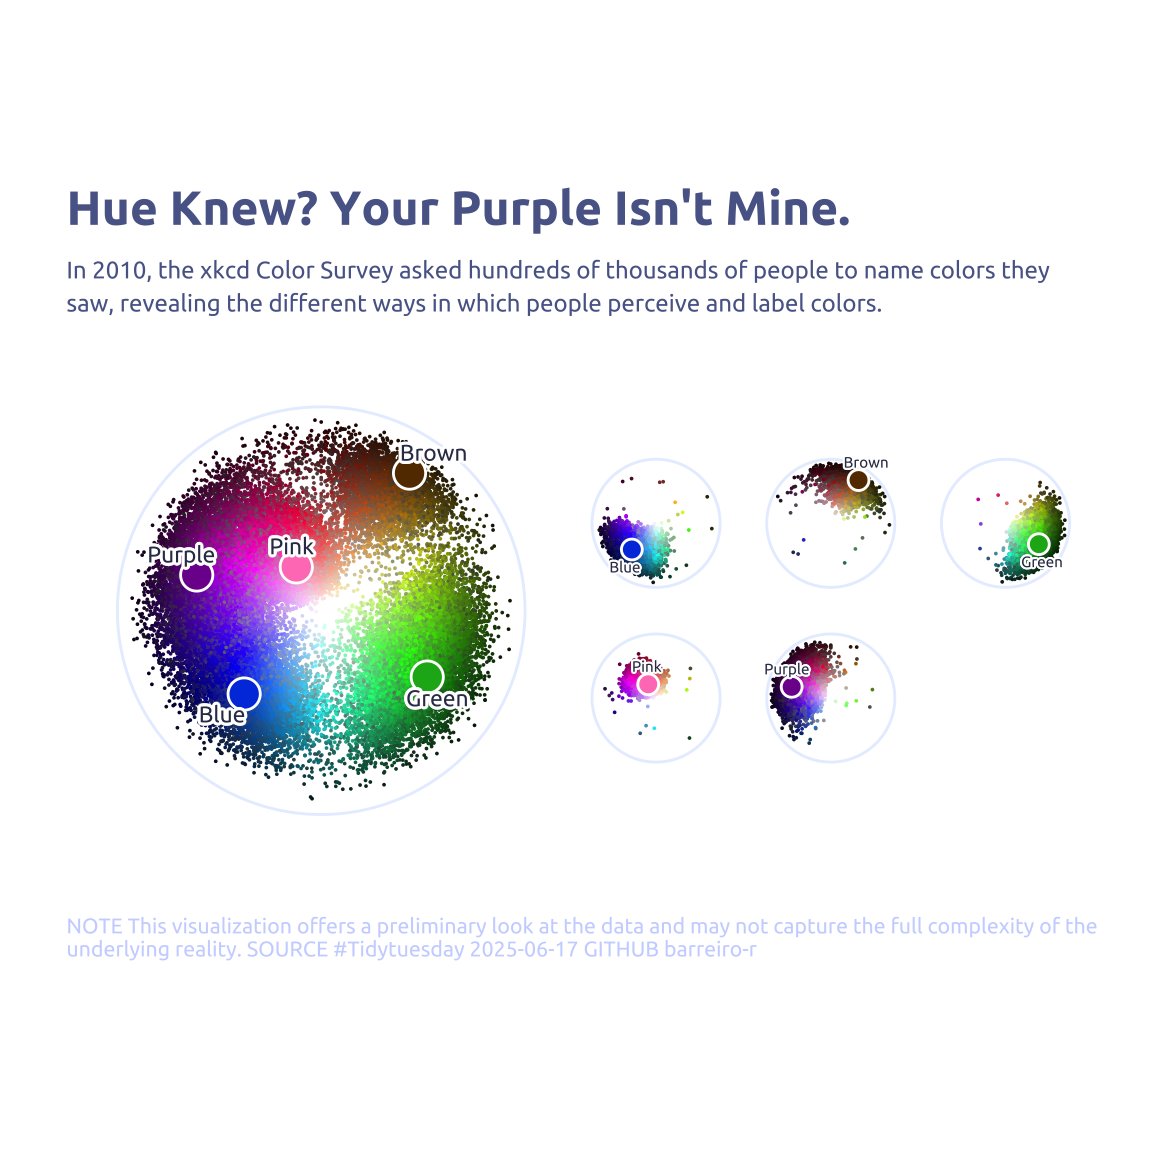 Hue Knew? Your Purple Isn't Mine.
In 2010, the xkcd Color Survey asked hundreds of thousands of people to name colors they
saw, revealing the different ways in which people perceive and label colors.
Brown
Pink
Purple
Blue
Green
Blue
Brown
Green
Pink
Purple
NOTE This visualization offers a preliminary look at the data and may not capture the full complexity of the
underlying reality. SOURCE #Tidytuesday 2025-06-17 GITHUB barreiro-r